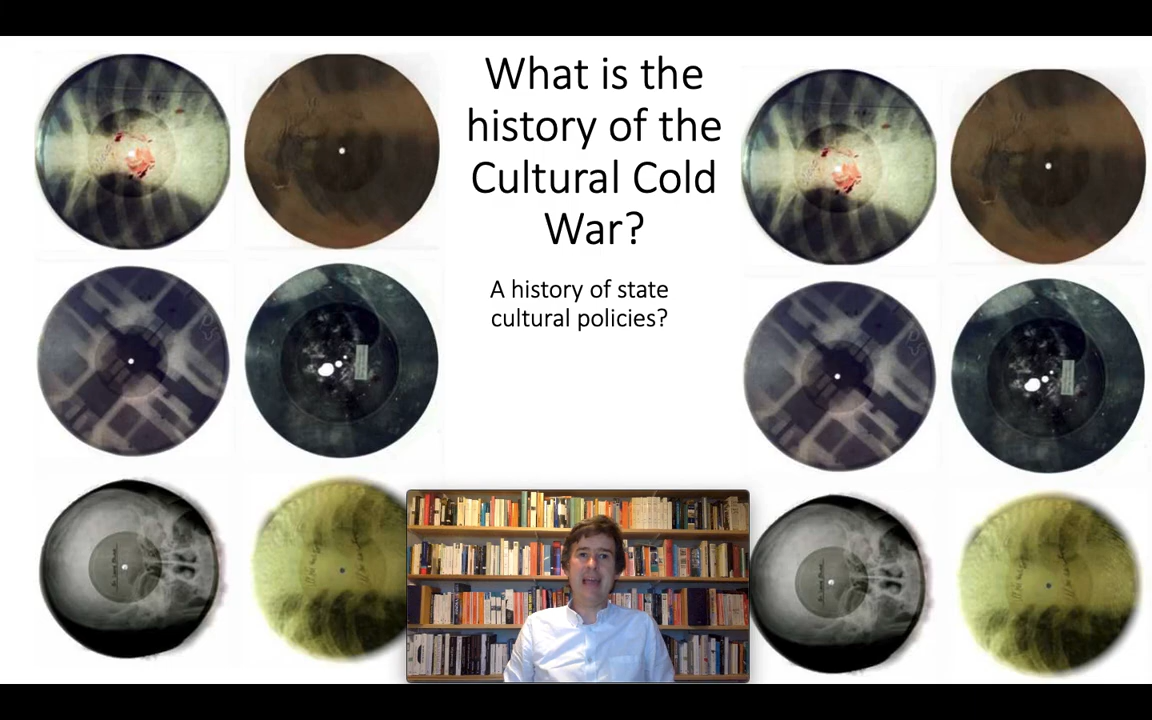 What is the
history of the
Cultural Cold
War?
A history of state
cultural policies?